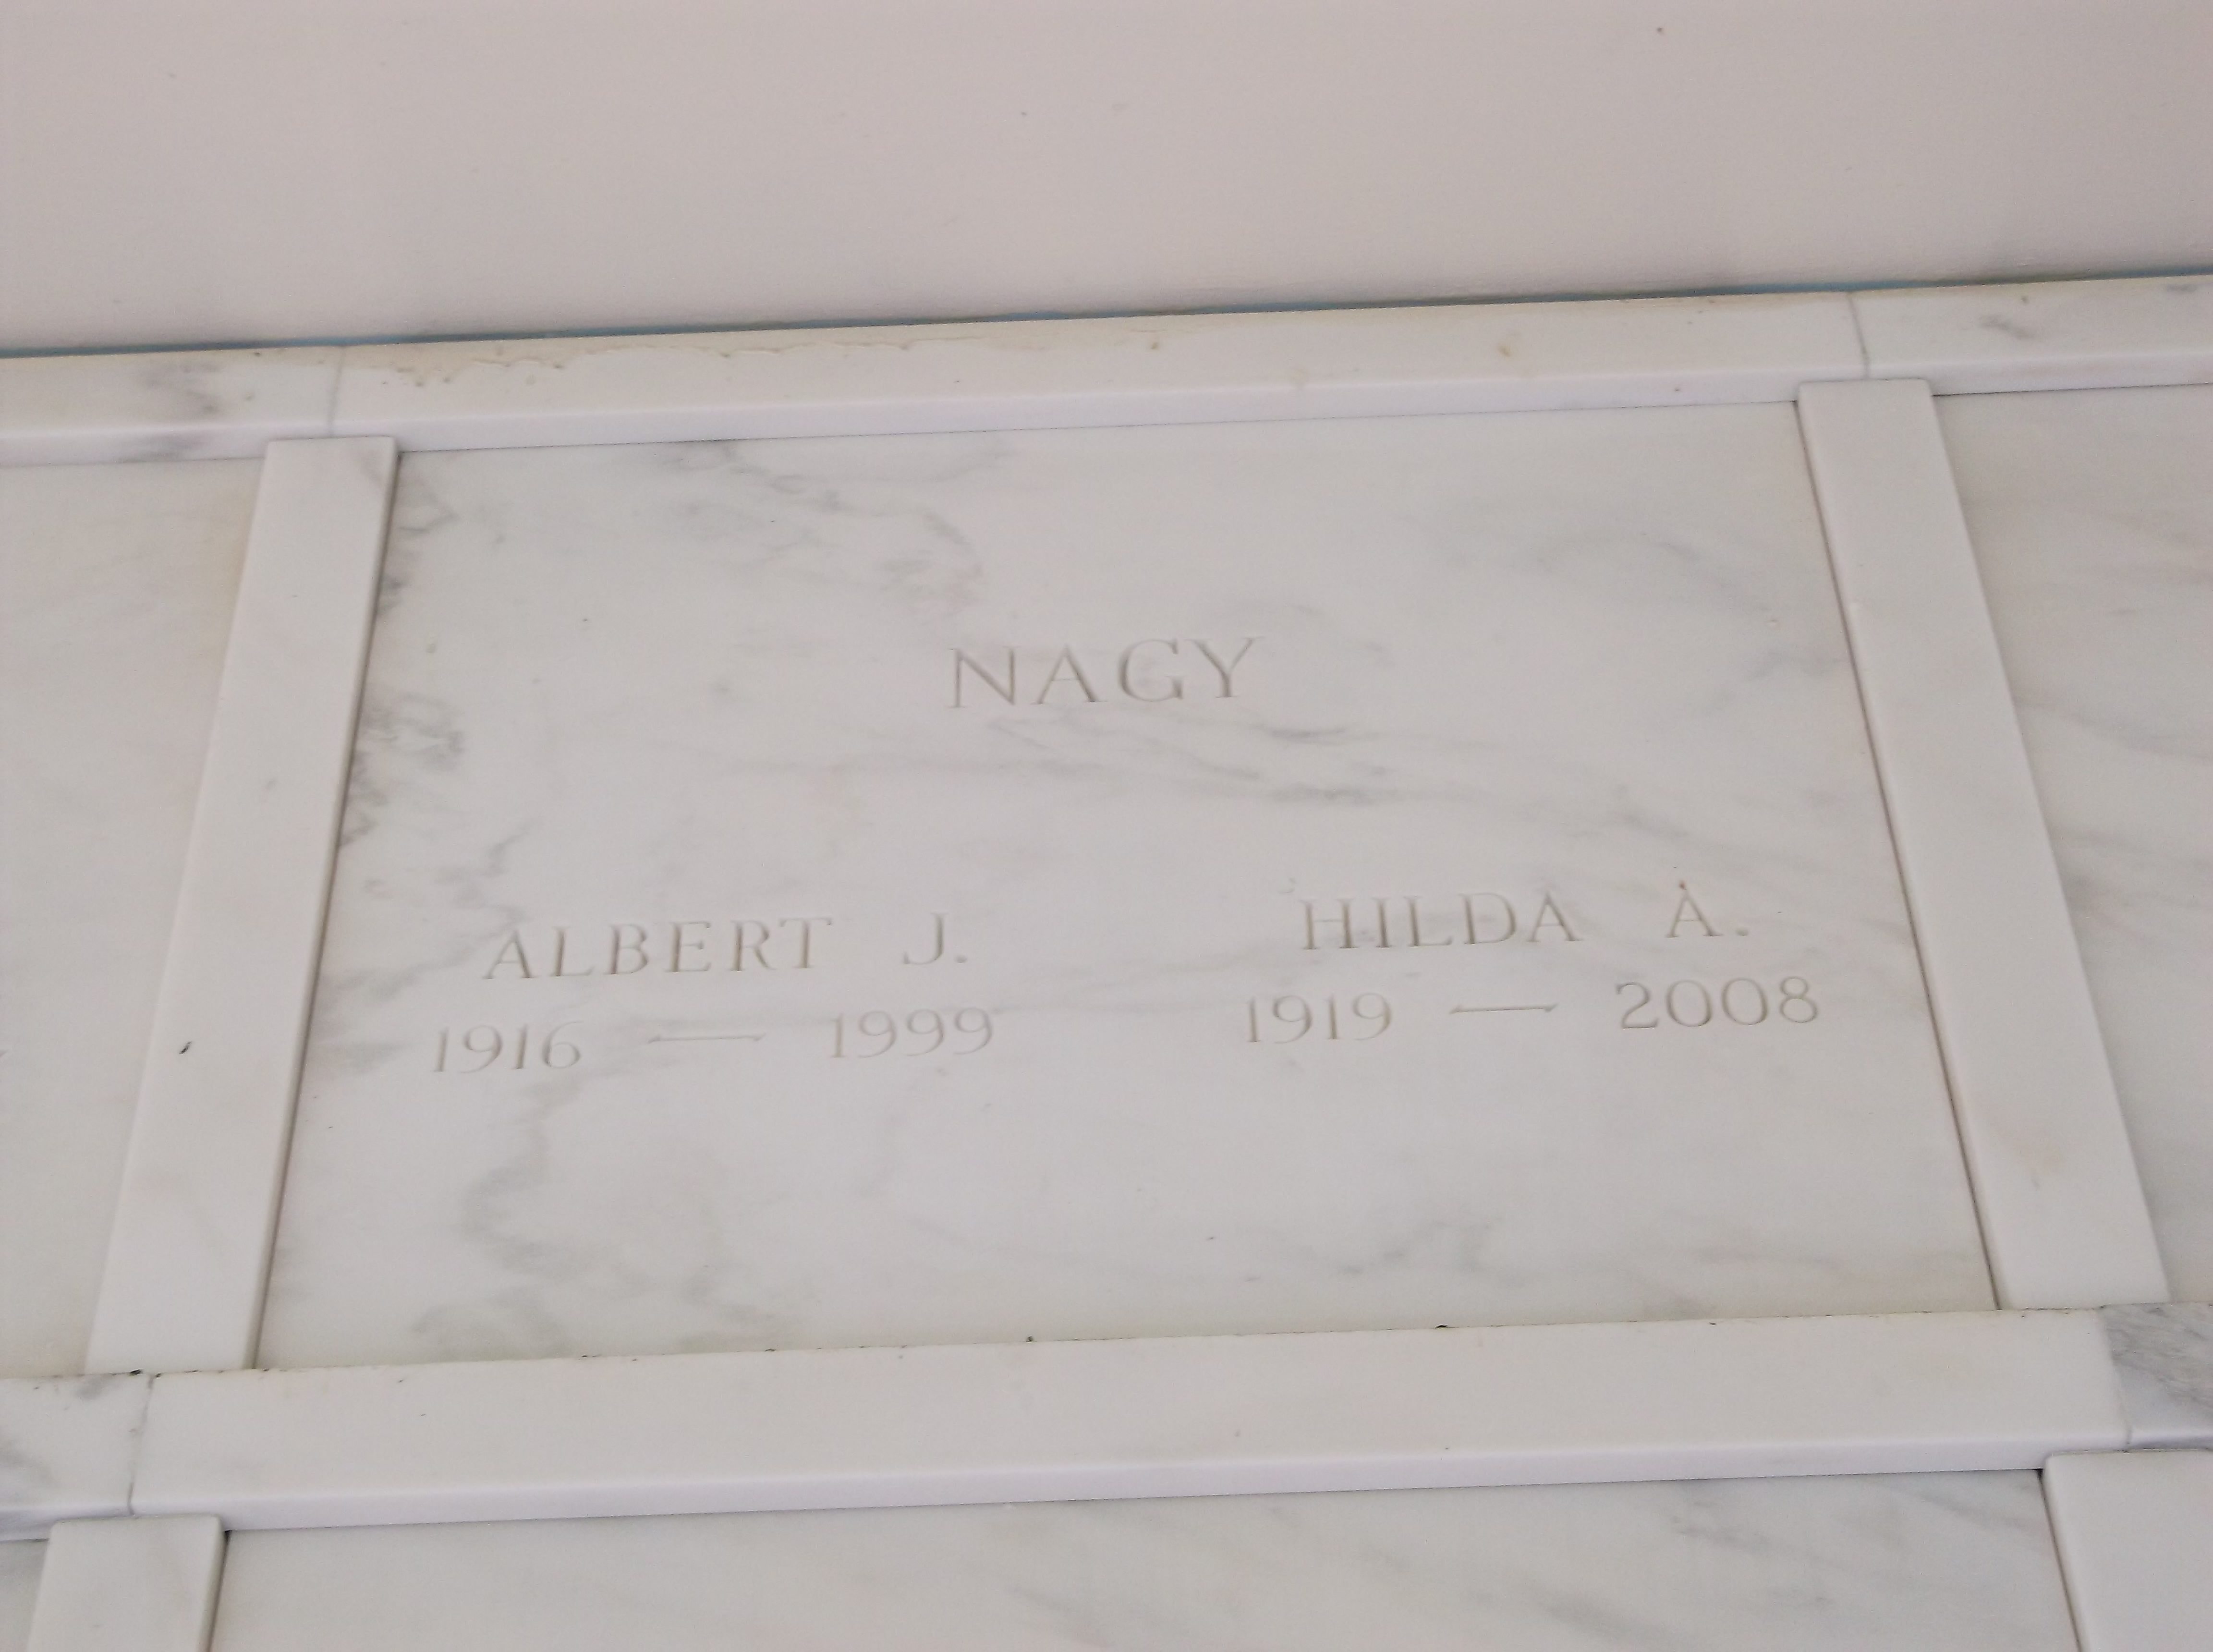 NAGY
ALBERT J. HILDA A.
1916 — 1999 1919 — 2008